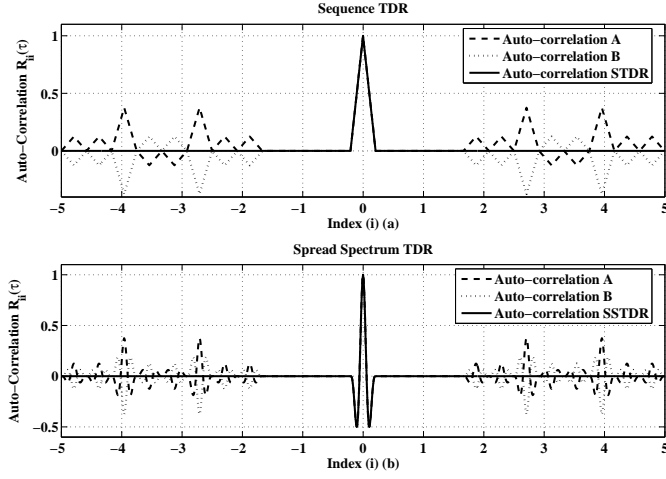 Sequence TDR
Auto-Correlation R_ii(τ)
1
0.5
0
Auto-correlation A
Auto-correlation B
Auto-correlation STDR
-5 -4 -3 -2 -1 0 1 2 3 4 5
Index (i) (a)
Spread Spectrum TDR
Auto-Correlation R_ii(τ)
1
0.5
0
-0.5
Auto-correlation A
Auto-correlation B
Auto-correlation SSTDR
-5 -4 -3 -2 -1 0 1 2 3 4 5
Index (i) (b)